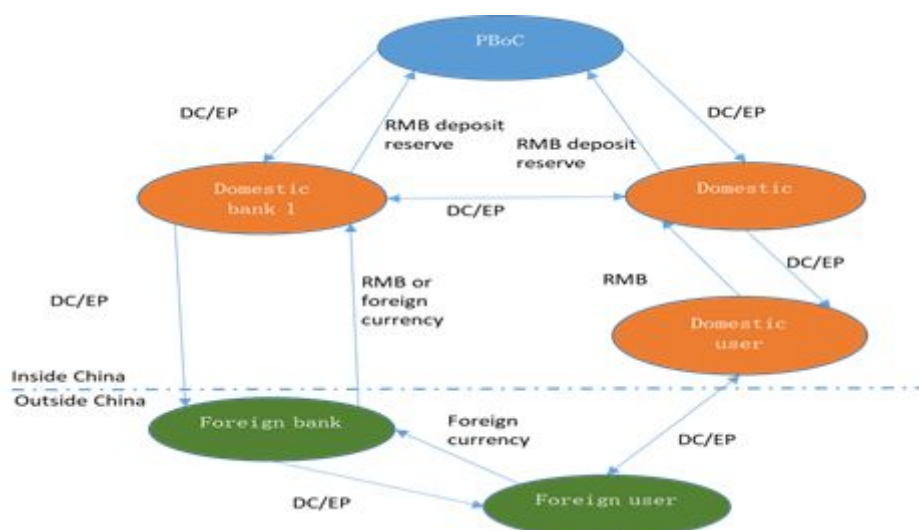 PBoC
DC/EP
DC/EP
RMB deposit
reserve
RMB deposit
reserve
Domestic
bank 1
Domestic
DC/EP
DC/EP
RMB or
foreign
currency
RMB
DC/EP
Domestic
user
Inside China
Outside China
Foreign bank
Foreign
currency
DC/EP
DC/EP
Foreign user